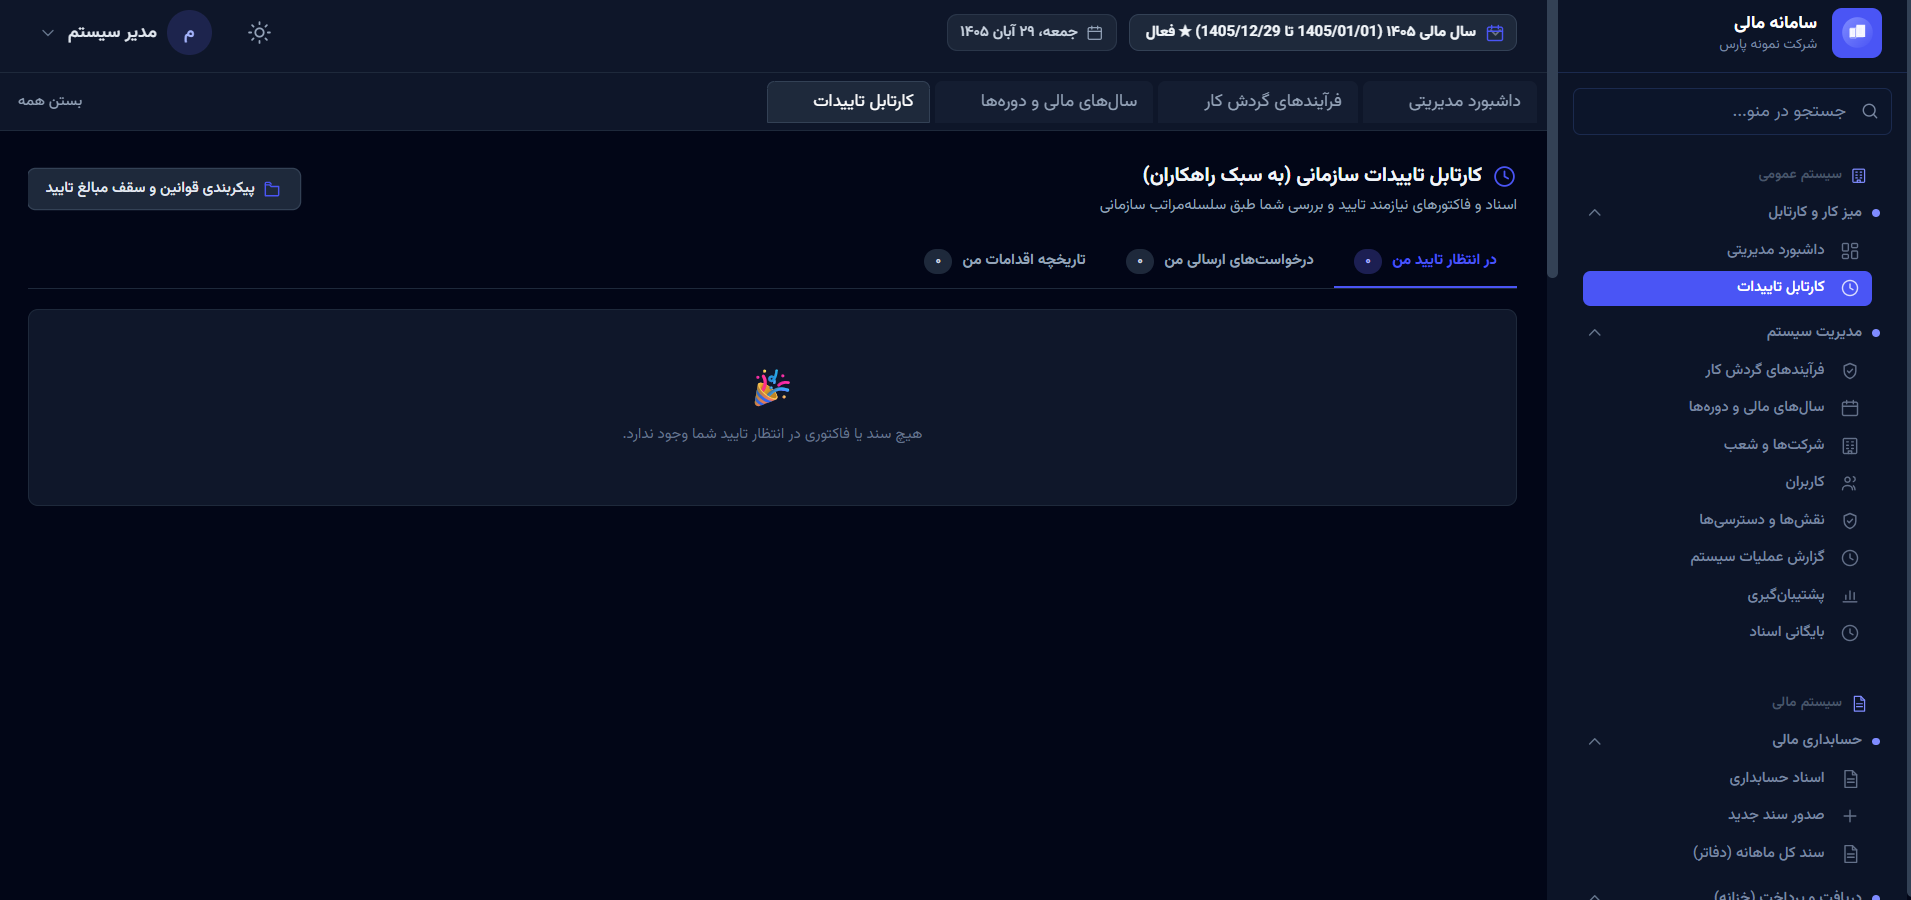 سامانه مالی
شرکت نمونه پارس
جستجو در منو...
سیستم عمومی
میز کار و کارتابل
داشبورد مدیریتی
کارتابل تاییدات
مدیریت سیستم
فرآیندهای گردش کار
سال‌های مالی و دوره‌ها
شرکت‌ها و شعب
کاربران
نقش‌ها و دسترسی‌ها
گزارش عملیات سیستم
پشتیبان‌گیری
بایگانی اسناد
سیستم مالی
حسابداری مالی
اسناد حسابداری
صدور سند جدید
سند کل ماهانه (دفاتر)
دریافت و پرداخت (خزانه)
سال مالی ۱۴۰۵ (1405/01/01 تا 1405/12/29) ★ فعال
جمعه، ۲۹ آبان ۱۴۰۵
م
مدیر سیستم
داشبورد مدیریتی
فرآیندهای گردش کار
سال‌های مالی و دوره‌ها
کارتابل تاییدات
بستن همه
کارتابل تاییدات سازمانی (به سبک راهکاران)
اسناد و فاکتورهای نیازمند تایید و بررسی شما طبق سلسله‌مراتب سازمانی
پیکربندی قوانین و سقف مبالغ تایید
در انتظار تایید من ۰
درخواست‌های ارسالی من ۰
تاریخچه اقدامات من ۰
هیچ سند یا فاکتوری در انتظار تایید شما وجود ندارد.